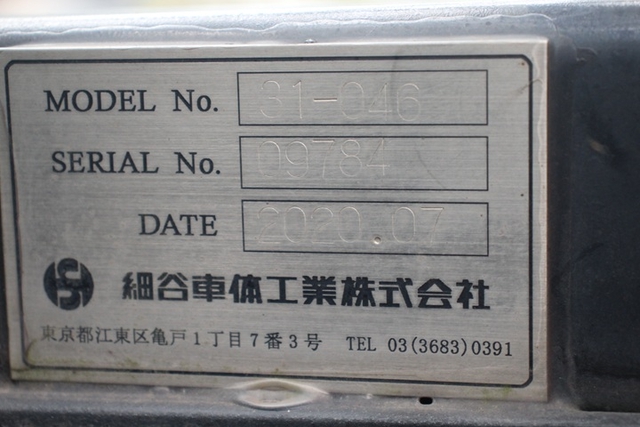 MODEL No. 31-046
SERIAL No. 09784
DATE 2020.07
細谷車体工業株式会社
東京都江東区亀戸1丁目7番3号 TEL 03(3683)0391